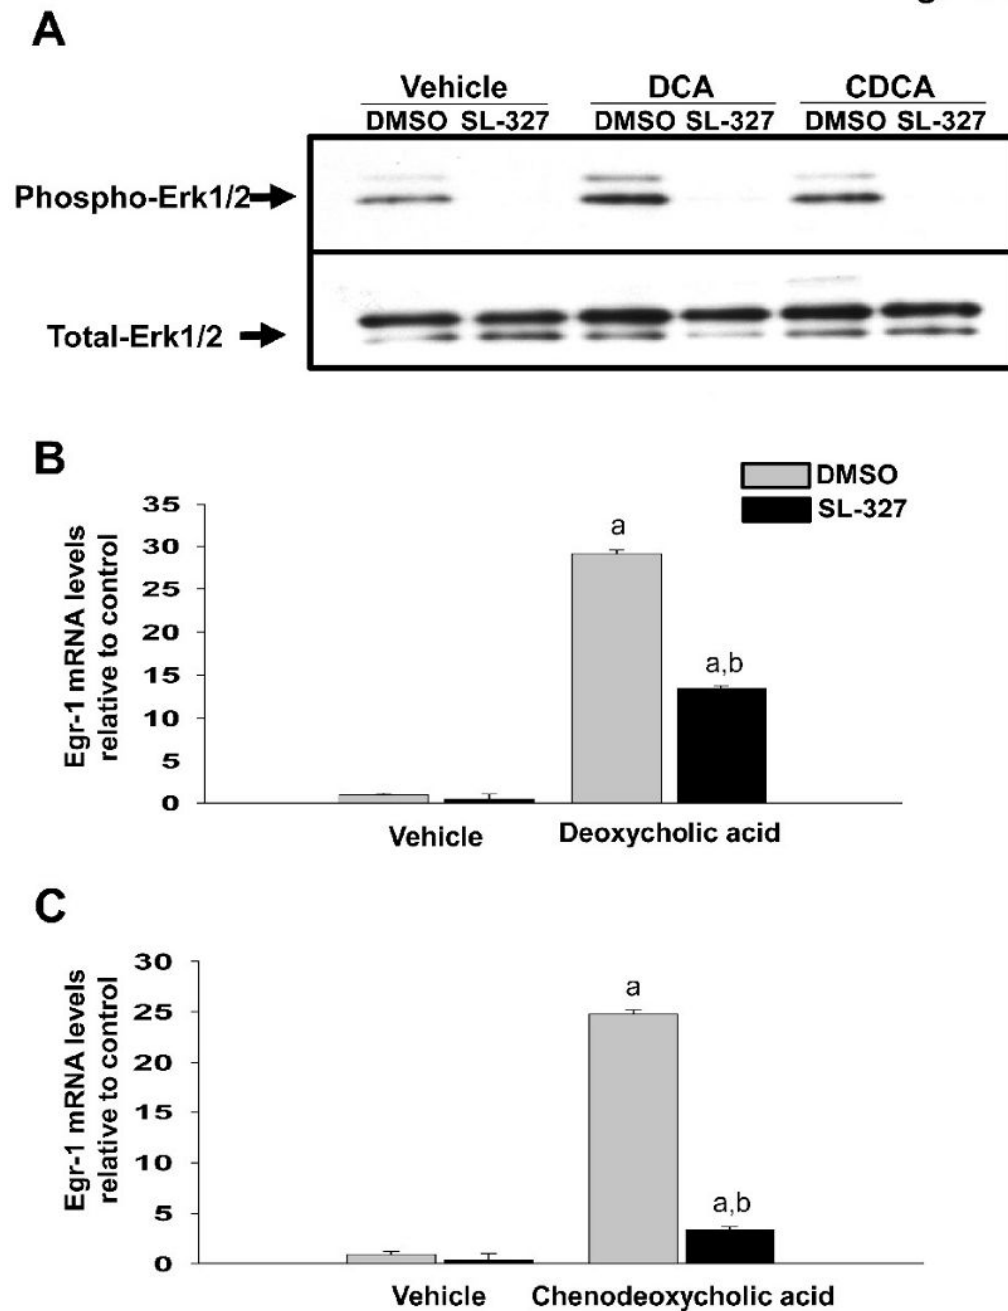 A
Vehicle DCA CDCA
DMSO SL-327 DMSO SL-327 DMSO SL-327
Phospho-Erk1/2
Total-Erk1/2
B
DMSO
SL-327
Egr-1 mRNA levels
relative to control
35
30
25
20
15
10
5
0
a
a,b
Vehicle Deoxycholic acid
C
Egr-1 mRNA levels
relative to control
30
25
20
15
10
5
0
a
a,b
Vehicle Chenodeoxycholic acid